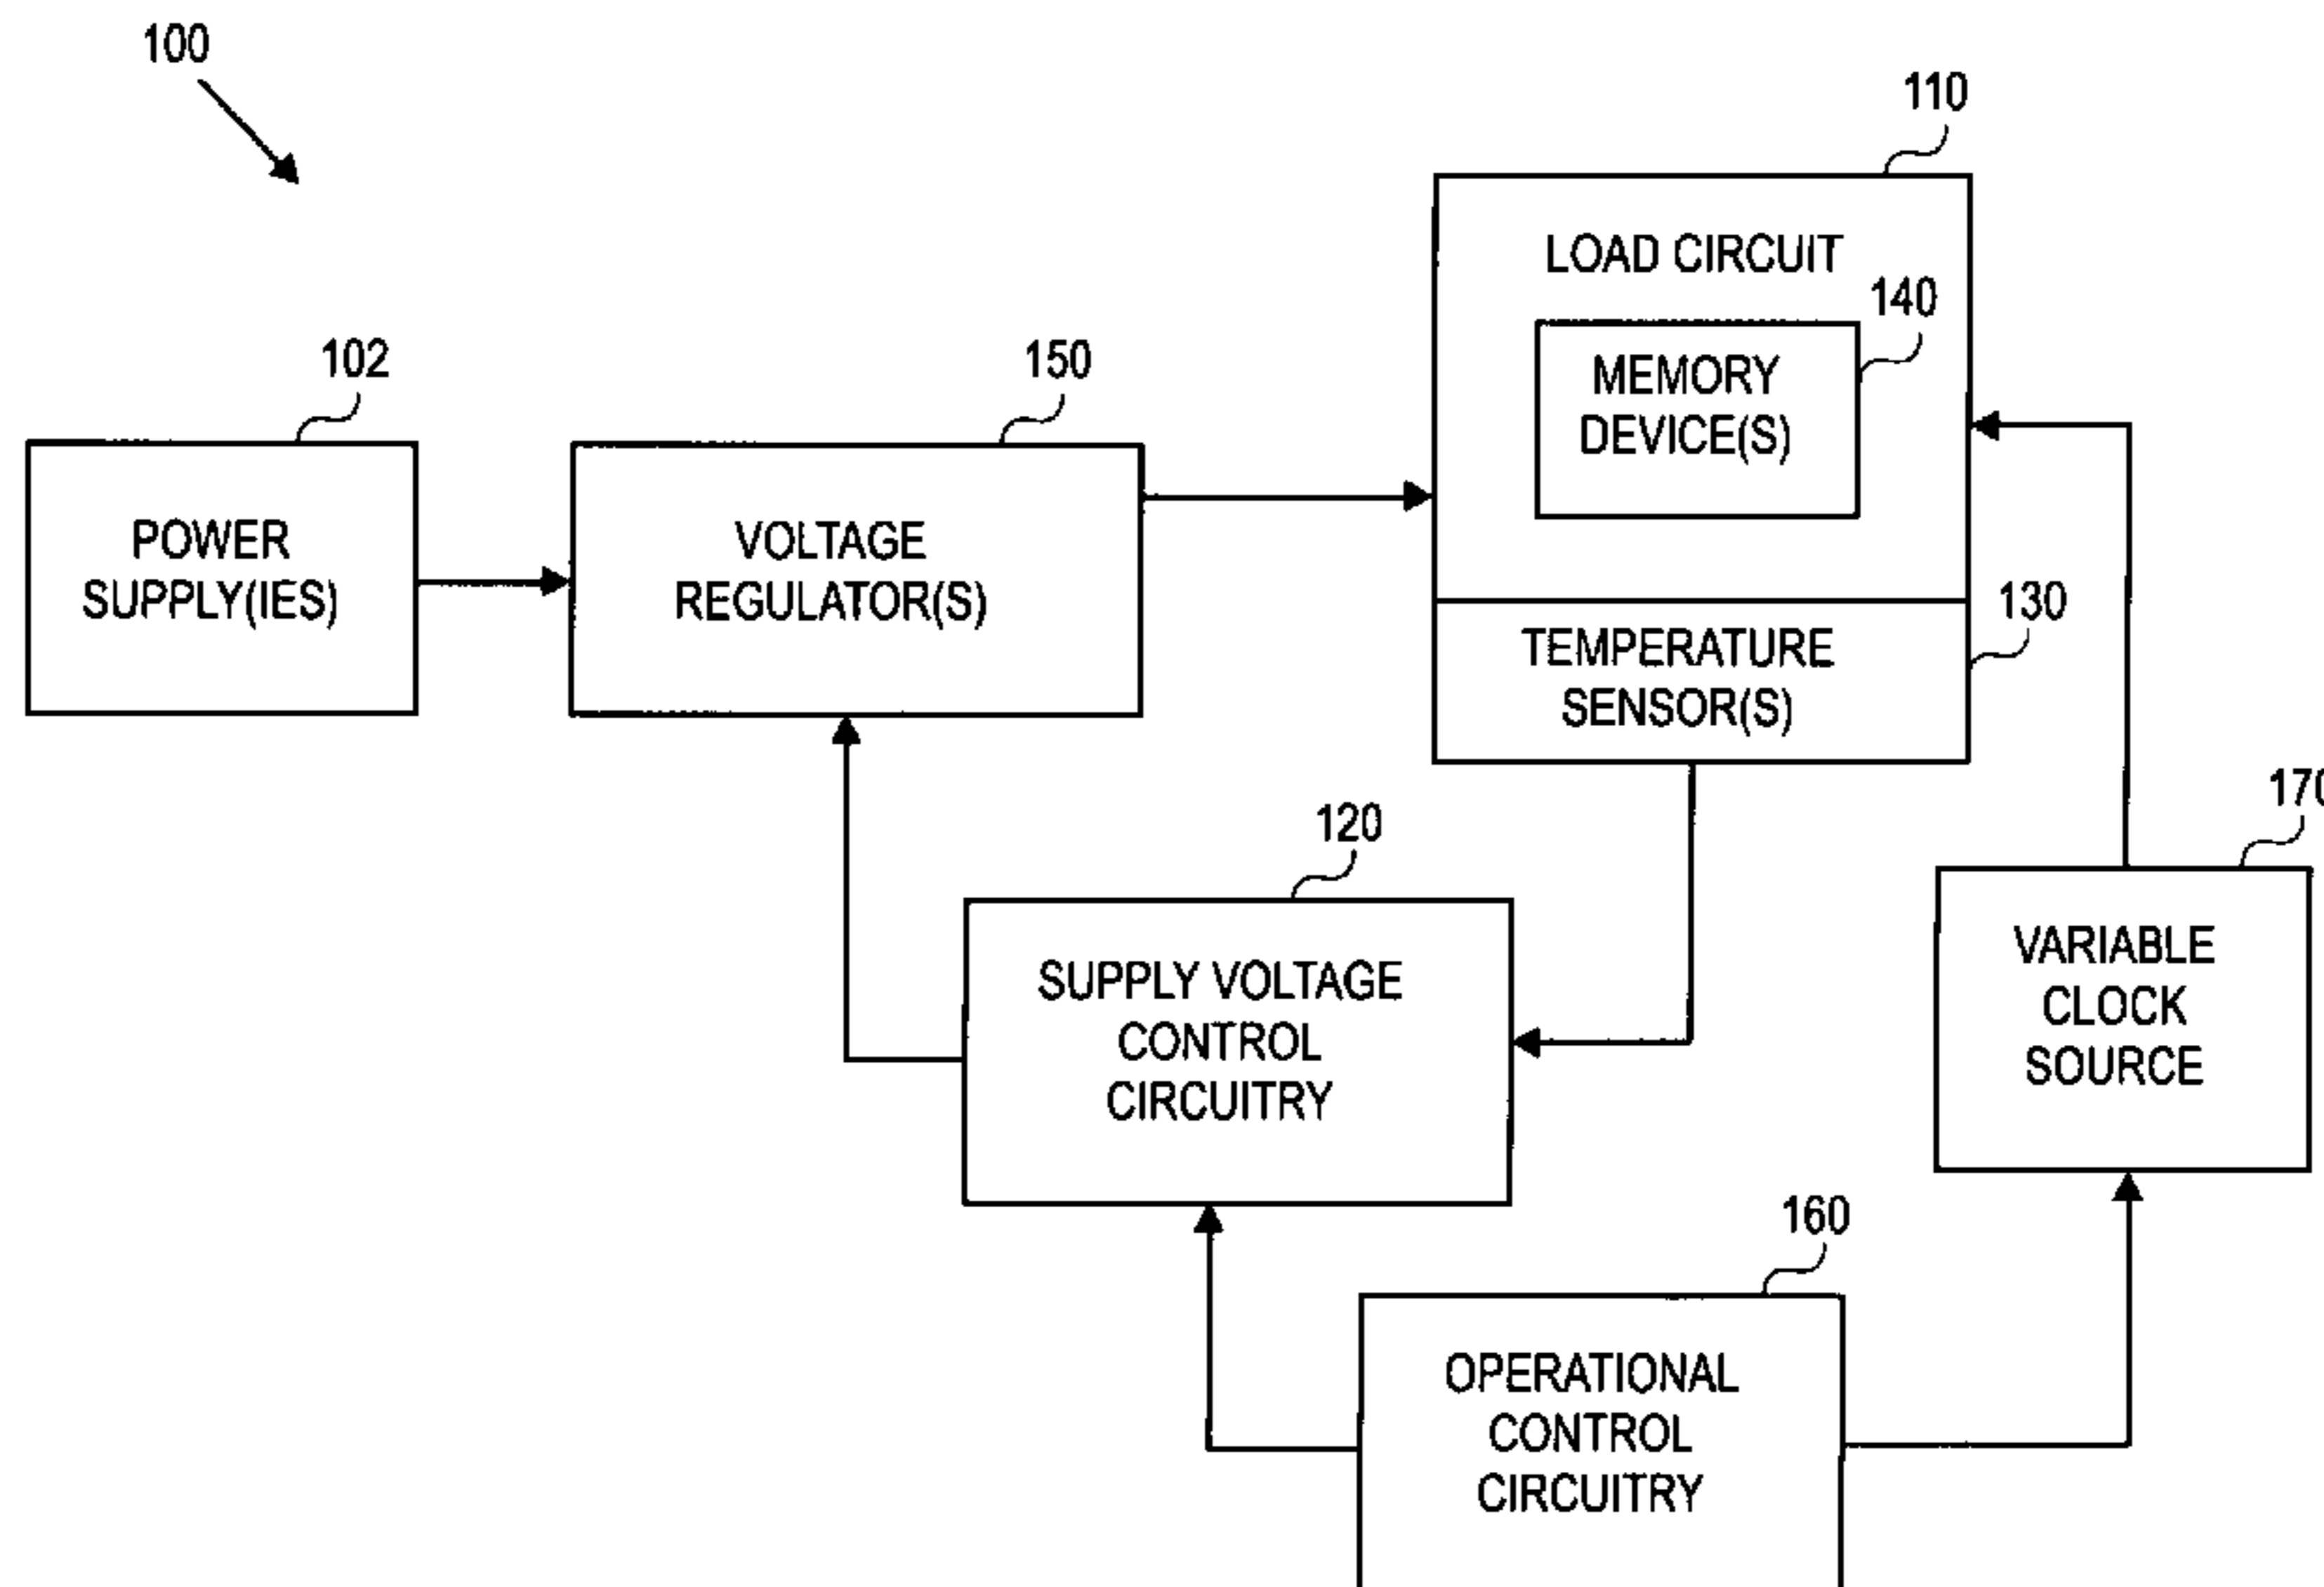 100
110
LOAD CIRCUIT
140
MEMORY
DEVICE(S)
102
POWER
SUPPLY(IES)
150
VOLTAGE
REGULATOR(S)
130
TEMPERATURE
SENSOR(S)
120
SUPPLY VOLTAGE
CONTROL
CIRCUITRY
170
VARIABLE
CLOCK
SOURCE
160
OPERATIONAL
CONTROL
CIRCUITRY